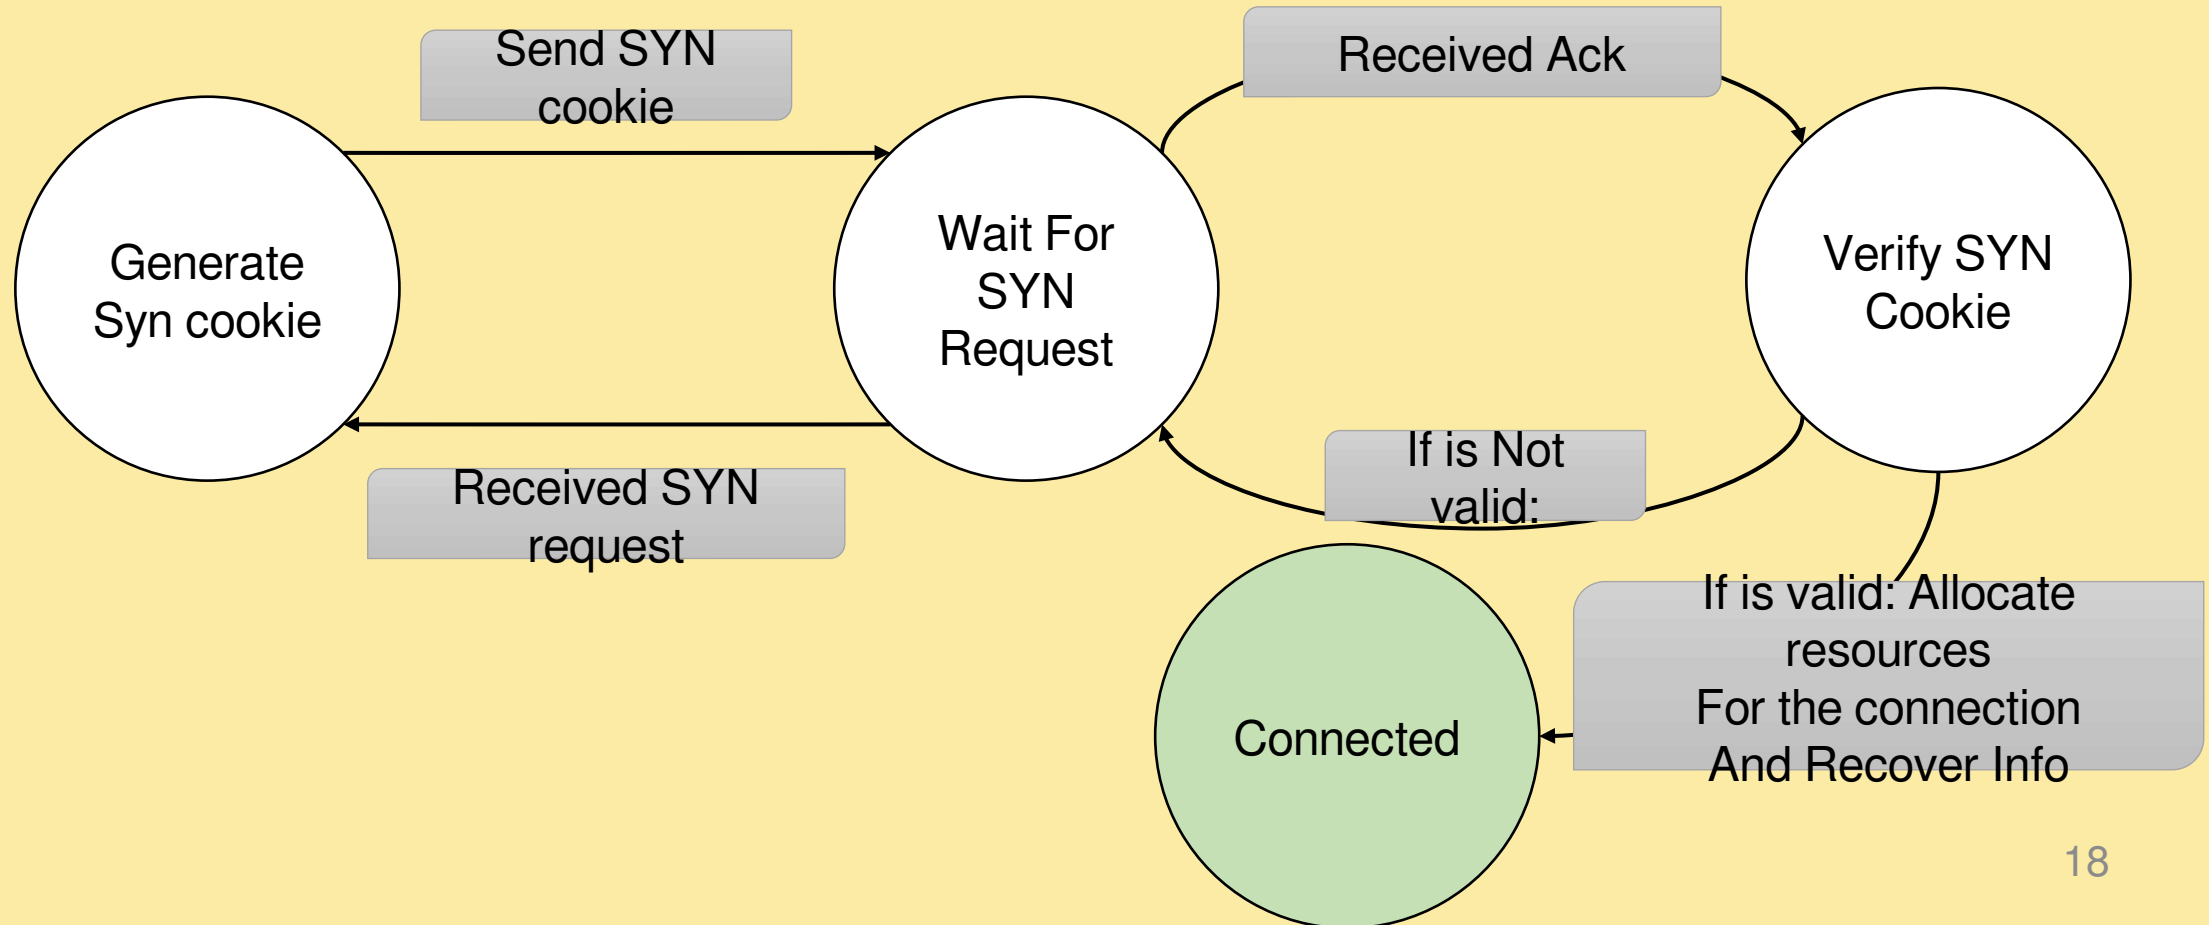 Send SYN
cookie
Received Ack
Generate
Syn cookie
Wait For
SYN
Request
Verify SYN
Cookie
Received SYN
request
If is Not
valid:
If is valid: Allocate
resources
For the connection
And Recover Info
Connected
18